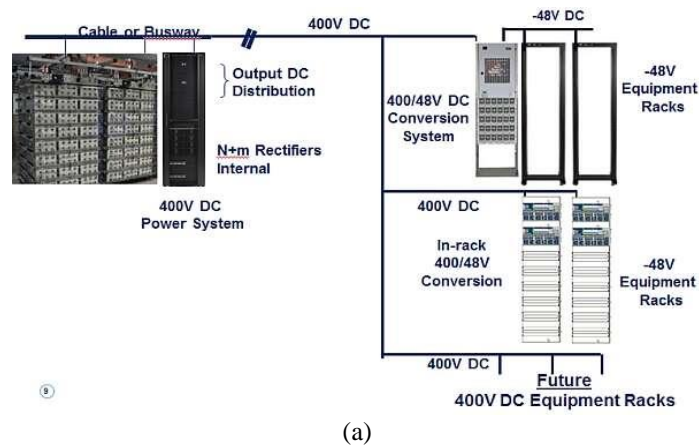 Cable or Busway
400V DC
-48V DC
Output DC
Distribution
400/48V DC
Conversion
System
-48V
Equipment
Racks
N+m Rectifiers
Internal
400V DC
Power System
400V DC
In-rack
400/48V
Conversion
-48V
Equipment
Racks
400V DC
Future
400V DC Equipment Racks
9
(a)